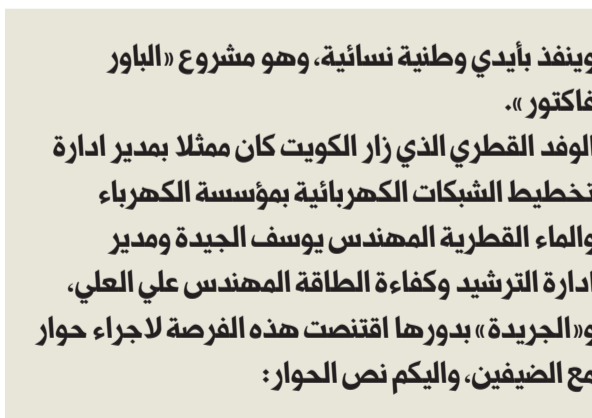 وينفذ بأيدي وطنية نسائية، وهو مشروع «الباور
فاكتور».
الوفد القطري الذي زار الكويت كان ممثلا بمدير ادارة
تخطيط الشبكات الكهربائية بمؤسسة الكهرباء
والماء القطرية المهندس يوسف الجيدة ومدير
ادارة الترشيد وكفاءة الطاقة المهندس علي العلي،
و«الجريدة» بدورها اقتنصت هذه الفرصة لاجراء حوار
مع الضيفين، واليكم نص الحوار: